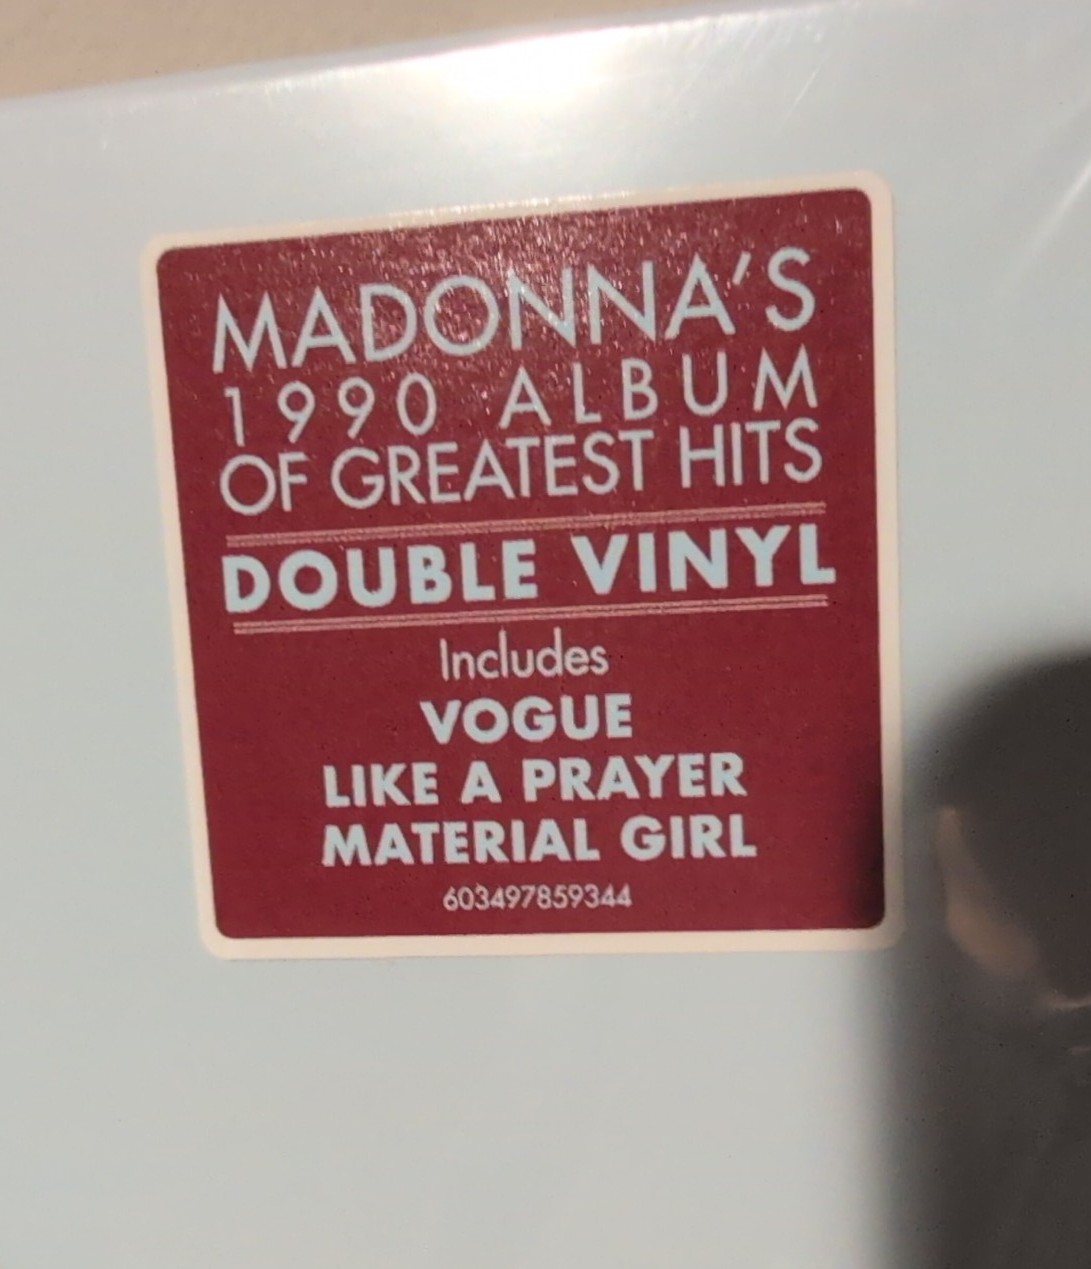 MADONNA'S
1990 ALBUM
OF GREATEST HITS
DOUBLE VINYL
Includes
VOGUE
LIKE A PRAYER
MATERIAL GIRL
603497859344